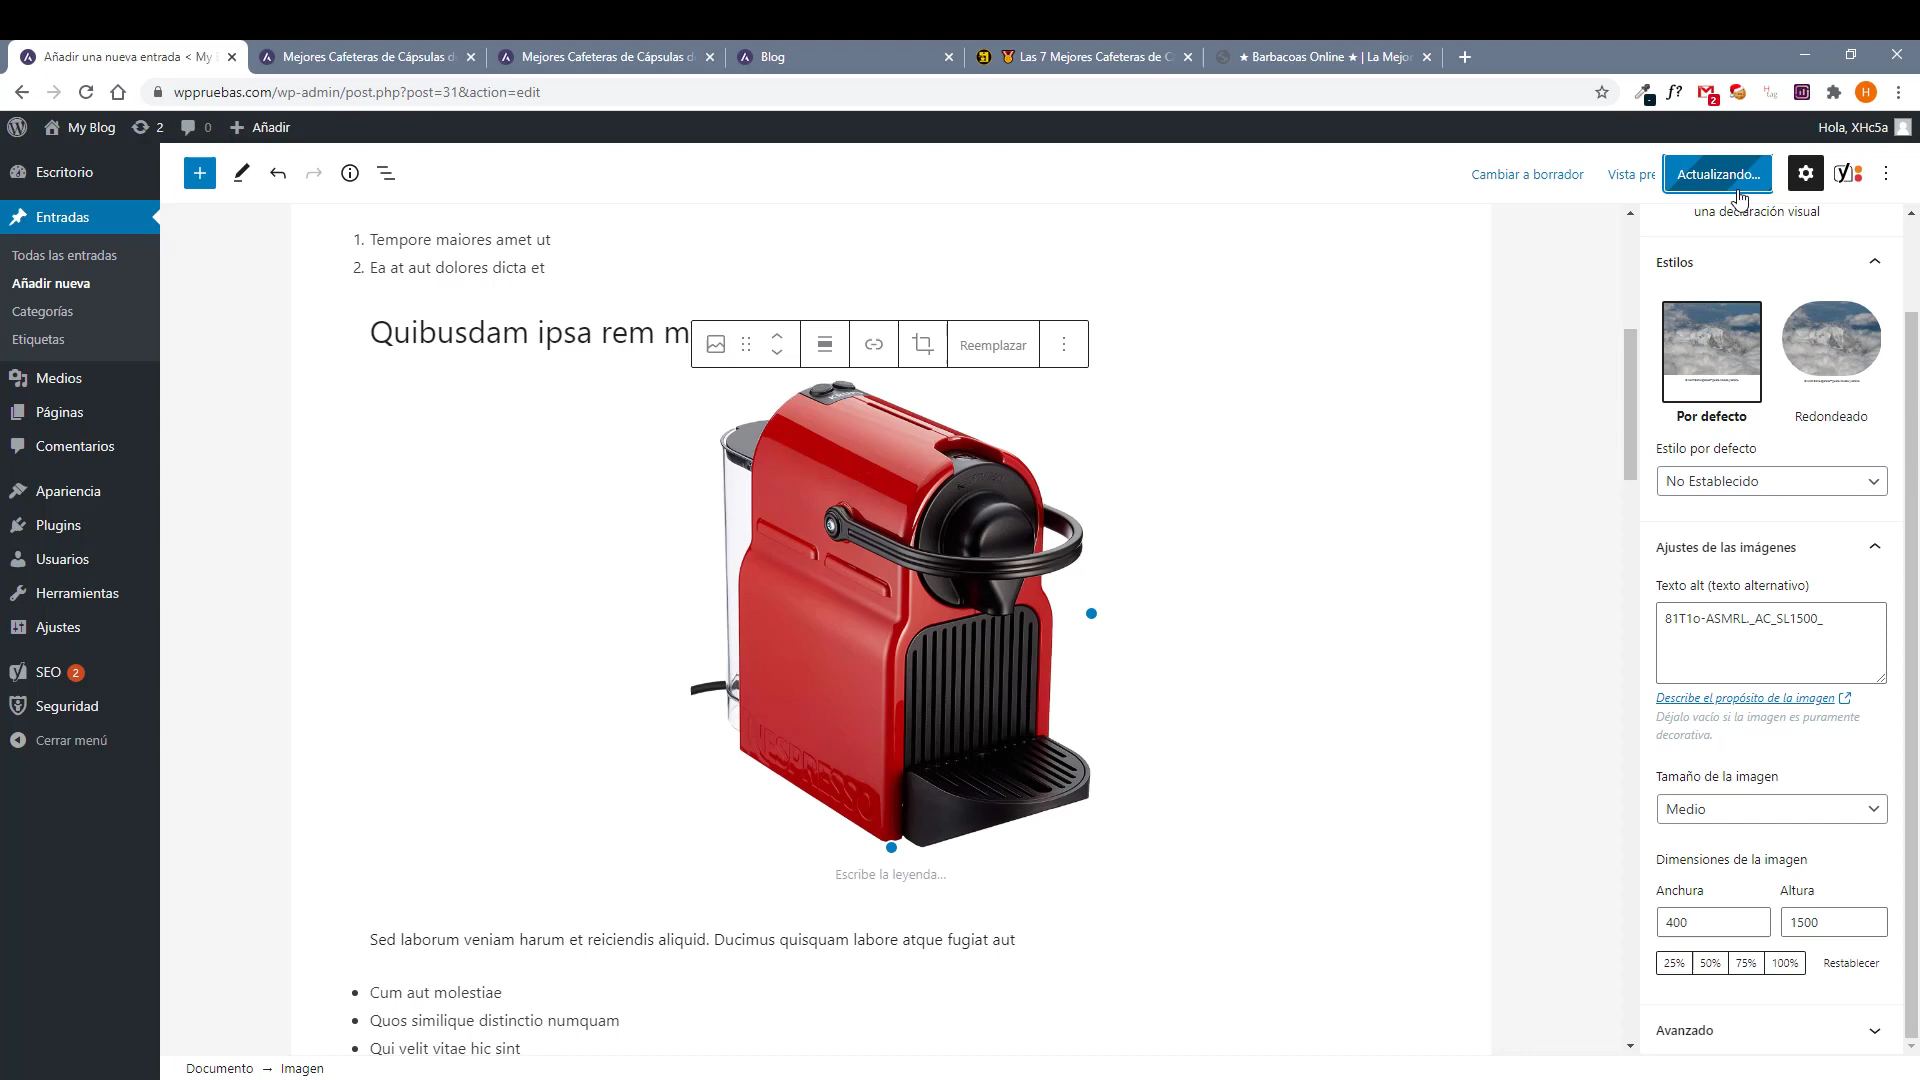 Añadir una nueva entrada < My
Mejores Cafeteras de Cápsulas d
Mejores Cafeteras de Cápsulas d
Blog
Las 7 Mejores Cafeteras de C
★ Barbacoas Online ★ | La Mejor
wppruebas.com/wp-admin/post.php?post=31&action=edit
f?
2
H
My Blog
2
0
Añadir
Hola, XHc5a
Escritorio
Entradas
Todas las entradas
Añadir nueva
Categorías
Etiquetas
Medios
Páginas
Comentarios
Apariencia
Plugins
Usuarios
Herramientas
Ajustes
SEO 2
Seguridad
Cerrar menú
Cambiar a borrador
Vista pre
Actualizando...
1. Tempore maiores amet ut
2. Ea at aut dolores dicta et
Quibusdam ipsa rem m
Reemplazar
NESPRESSO
Escribe la leyenda...
Sed laborum veniam harum et reiciendis aliquid. Ducimus quisquam labore atque fugiat aut
• Cum aut molestiae
• Quos similique distinctio numquam
• Qui velit vitae hic sint
una declaración visual
Estilos
Por defecto
Redondeado
Estilo por defecto
No Establecido
Ajustes de las imágenes
Texto alt (texto alternativo)
81T1o-ASMRL._AC_SL1500_
Describe el propósito de la imagen
Déjalo vacío si la imagen es puramente
decorativa.
Tamaño de la imagen
Medio
Dimensiones de la imagen
Anchura
Altura
400
1500
25%
50%
75%
100%
Restablecer
Avanzado
Documento → Imagen